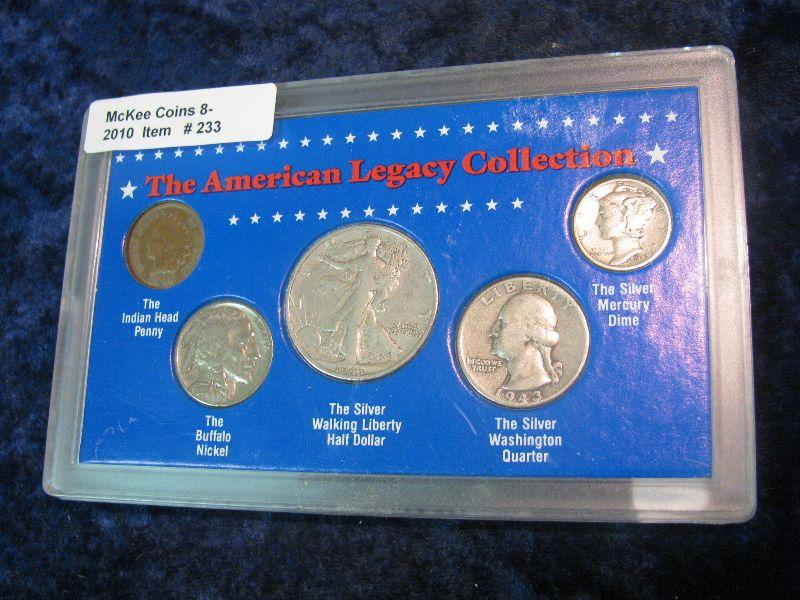 McKee Coins 8-
2010 Item # 233
The American Legacy Collection
The
Indian Head
Penny
The
Buffalo
Nickel
The Silver
Walking Liberty
Half Dollar
LIBERTY
IN GOD WE
TRUST
1943
The Silver
Washington
Quarter
The Silver
Mercury
Dime